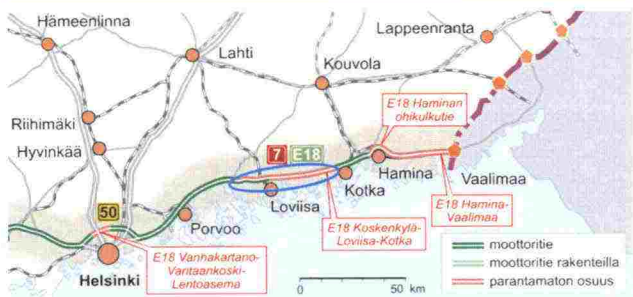 Hämeenlinna
Lappeenranta
Lahti
Kouvola
Riihimäki
Hyvinkää
E18 Haminan
ohikulkutie
7 E18
Hamina
Vaalimaa
Kotka
Loviisa
50
Porvoo
E18 Hamina-
Vaalimaa
E18 Koskenkylä-
Loviisa-Kotka
E18 Vanhakartano-
Vantaankoski-
Lentoasema
Helsinki
0 50 km
moottoritie
moottoritie rakenteilla
parantamaton osuus